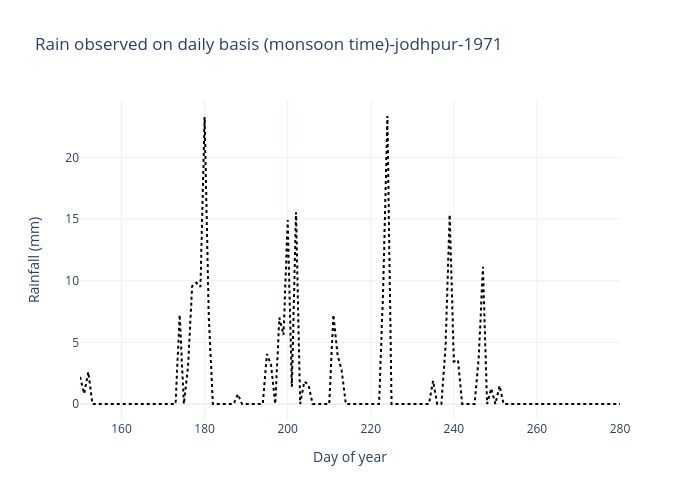 Rain observed on daily basis (monsoon time)-jodhpur-1971
20
15
10
5
0
Rainfall (mm)
160 180 200 220 240 260 280
Day of year